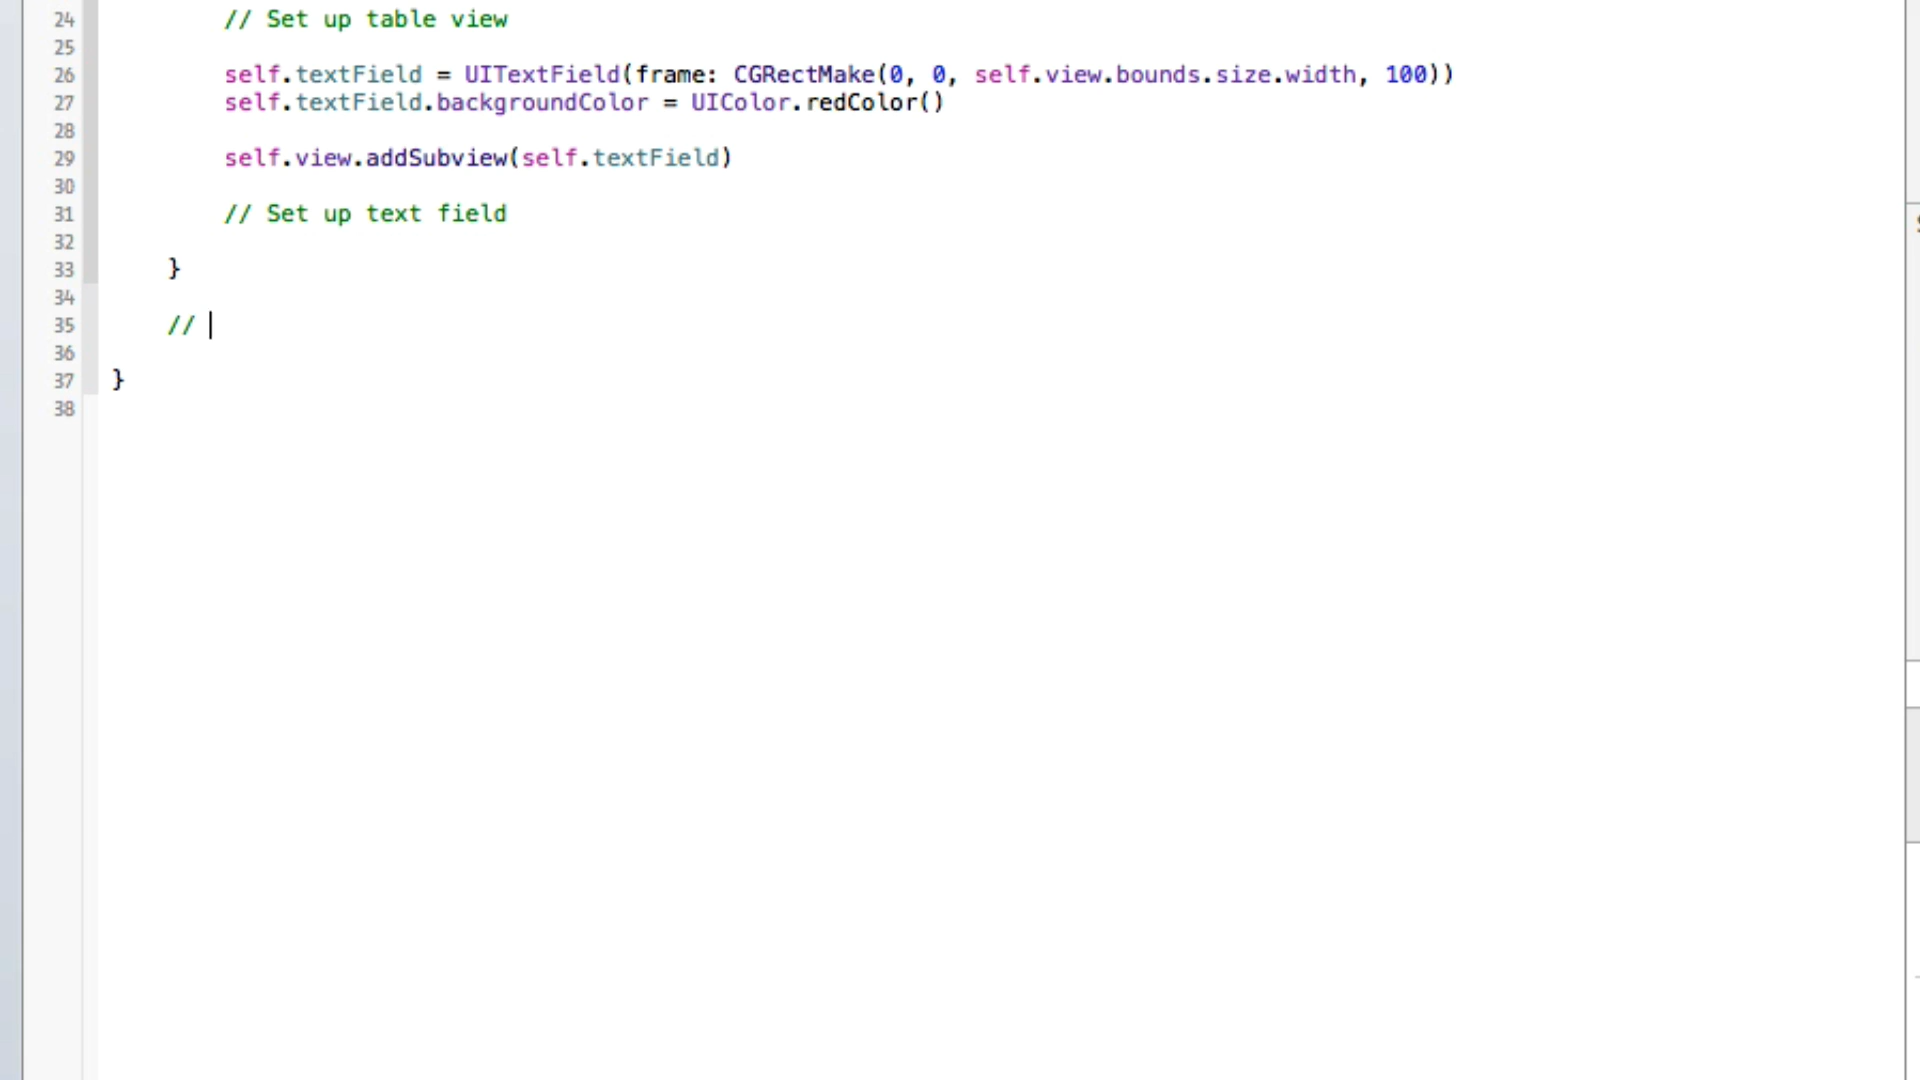 24 // Set up table view
25
26 self.textField = UITextField(frame: CGRectMake(0, 0, self.view.bounds.size.width, 100))
27 self.textField.backgroundColor = UIColor.redColor()
28
29 self.view.addSubview(self.textField)
30
31 // Set up text field
32
33 }
34
35 //
36
37 }
38